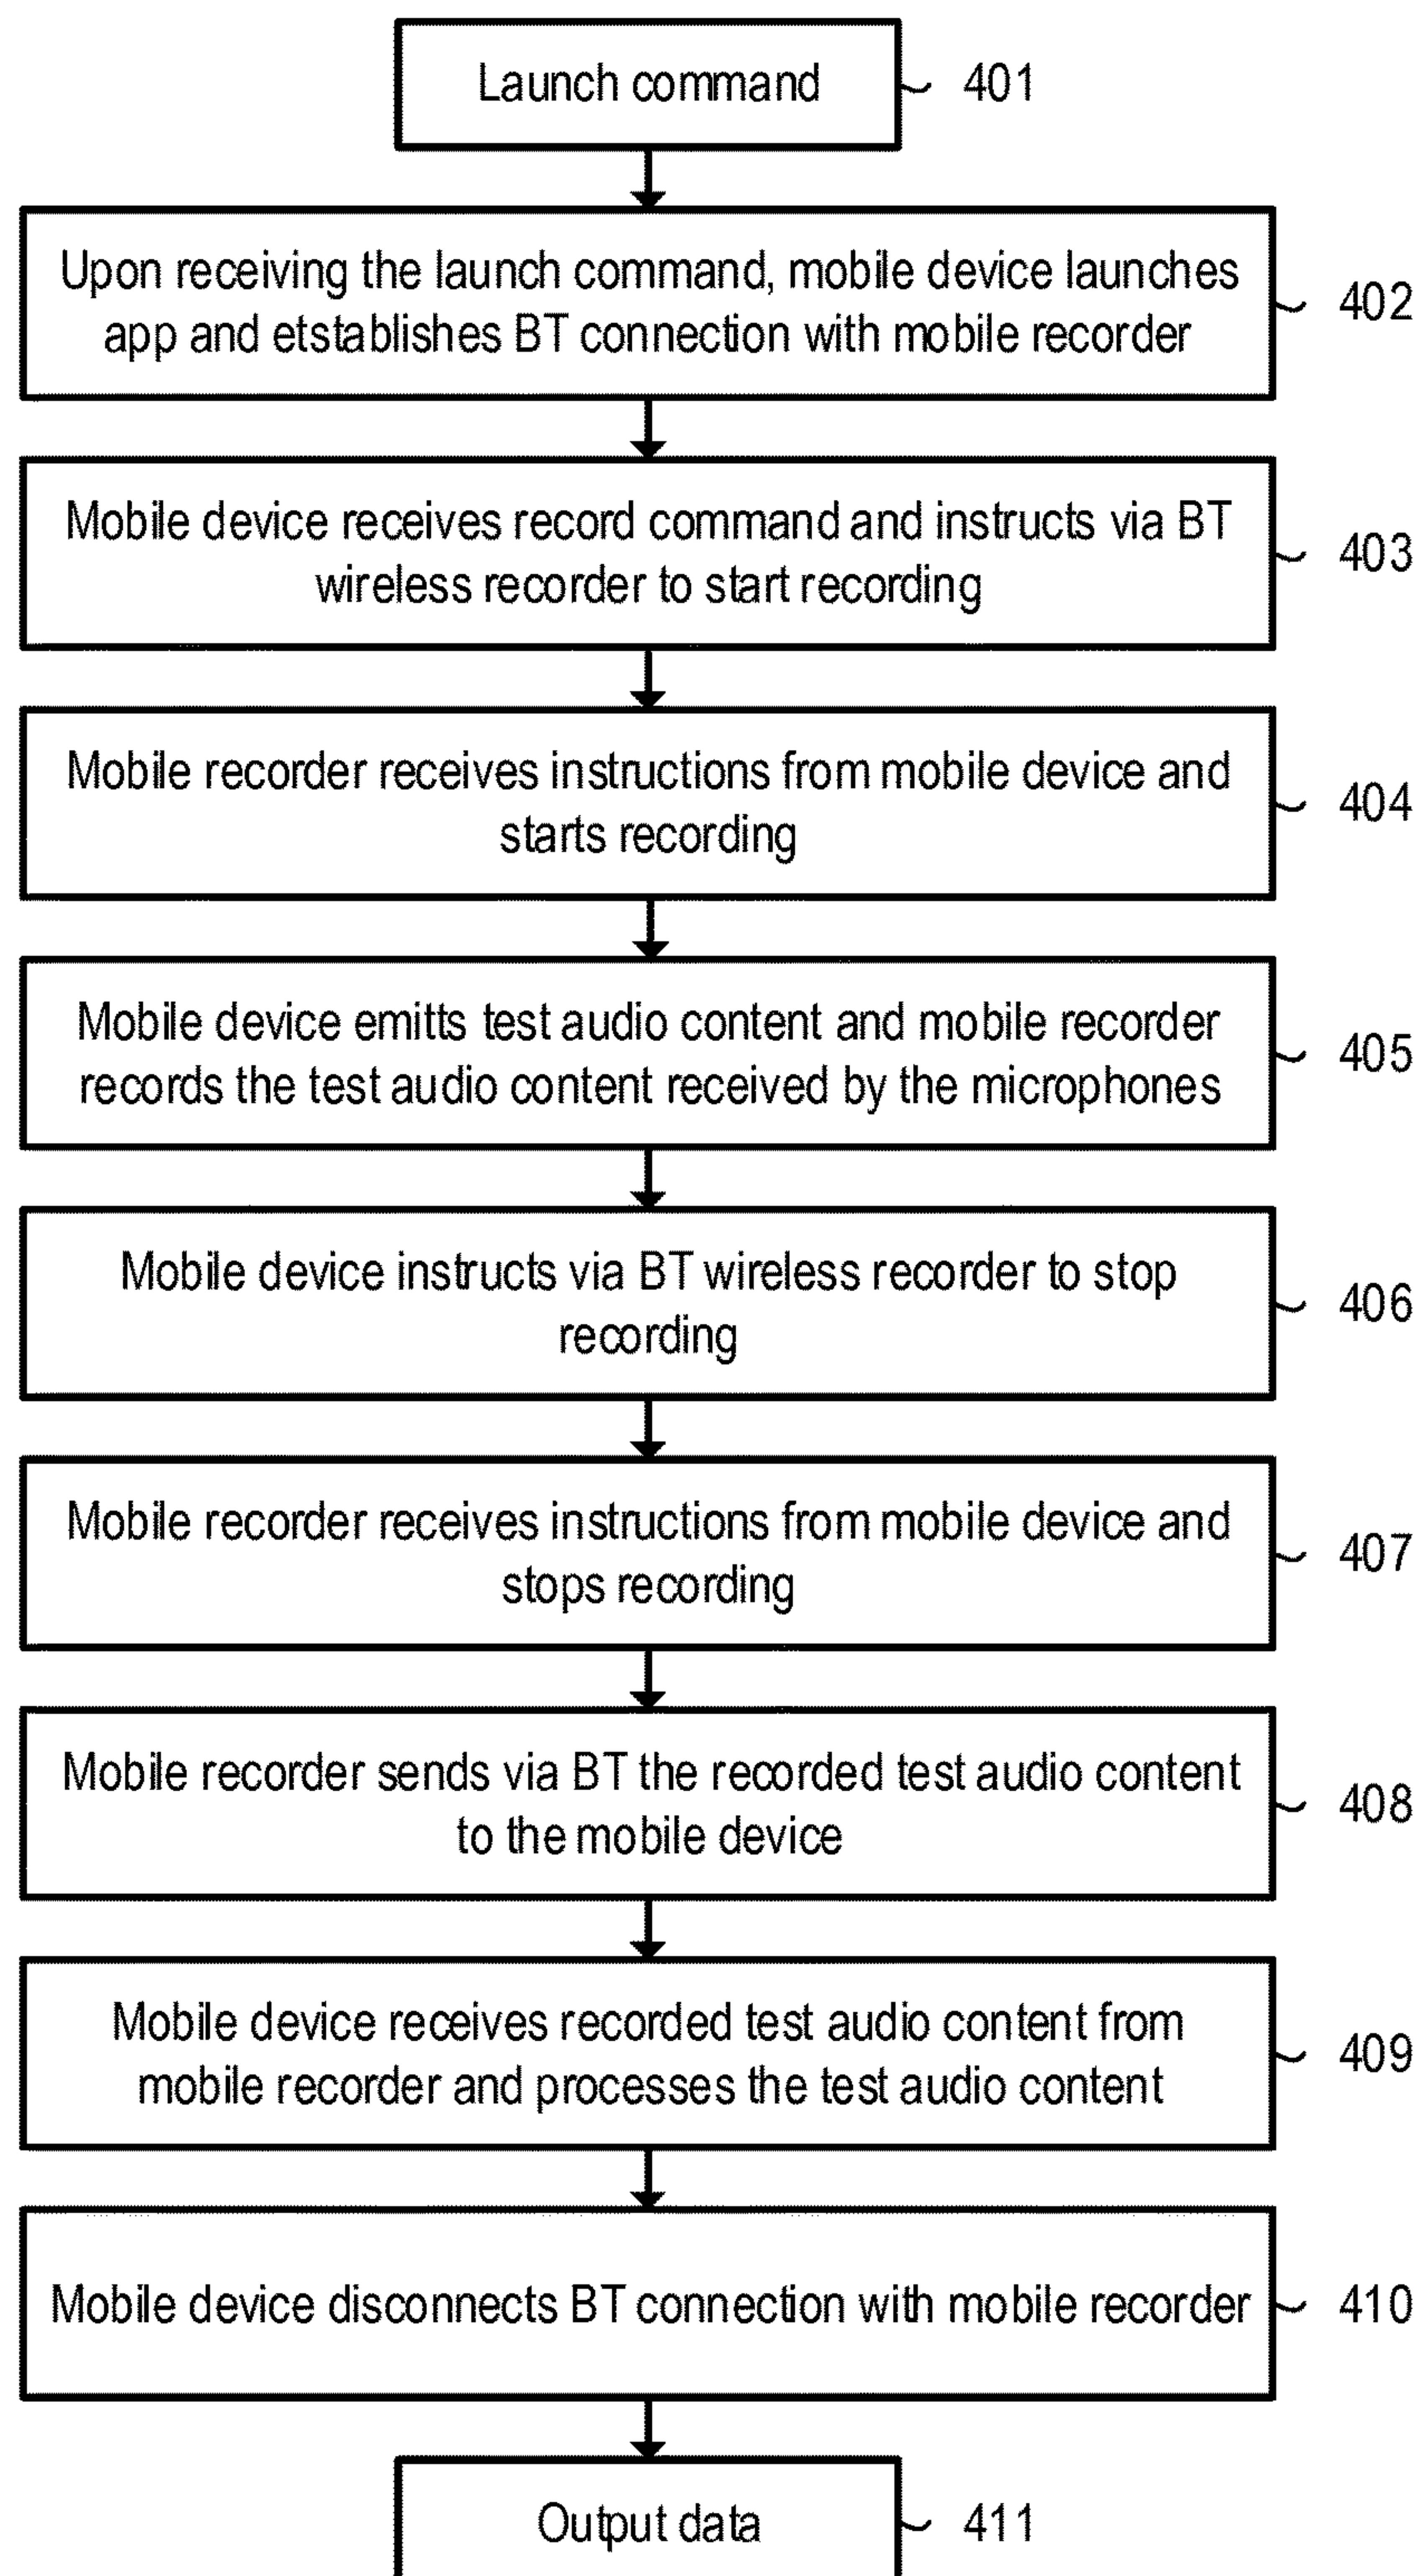 Launch command
401
Upon receiving the launch command, mobile device launches
app and etstablishes BT connection with mobile recorder
402
Mobile device receives record command and instructs via BT
wireless recorder to start recording
403
Mobile recorder receives instructions from mobile device and
starts recording
404
Mobile device emitts test audio content and mobile recorder
records the test audio content received by the microphones
405
Mobile device instructs via BT wireless recorder to stop
recording
406
Mobile recorder receives instructions from mobile device and
stops recording
407
Mobile recorder sends via BT the recorded test audio content
to the mobile device
408
Mobile device receives recorded test audio content from
mobile recorder and processes the test audio content
409
Mobile device disconnects BT connection with mobile recorder
410
Output data
411